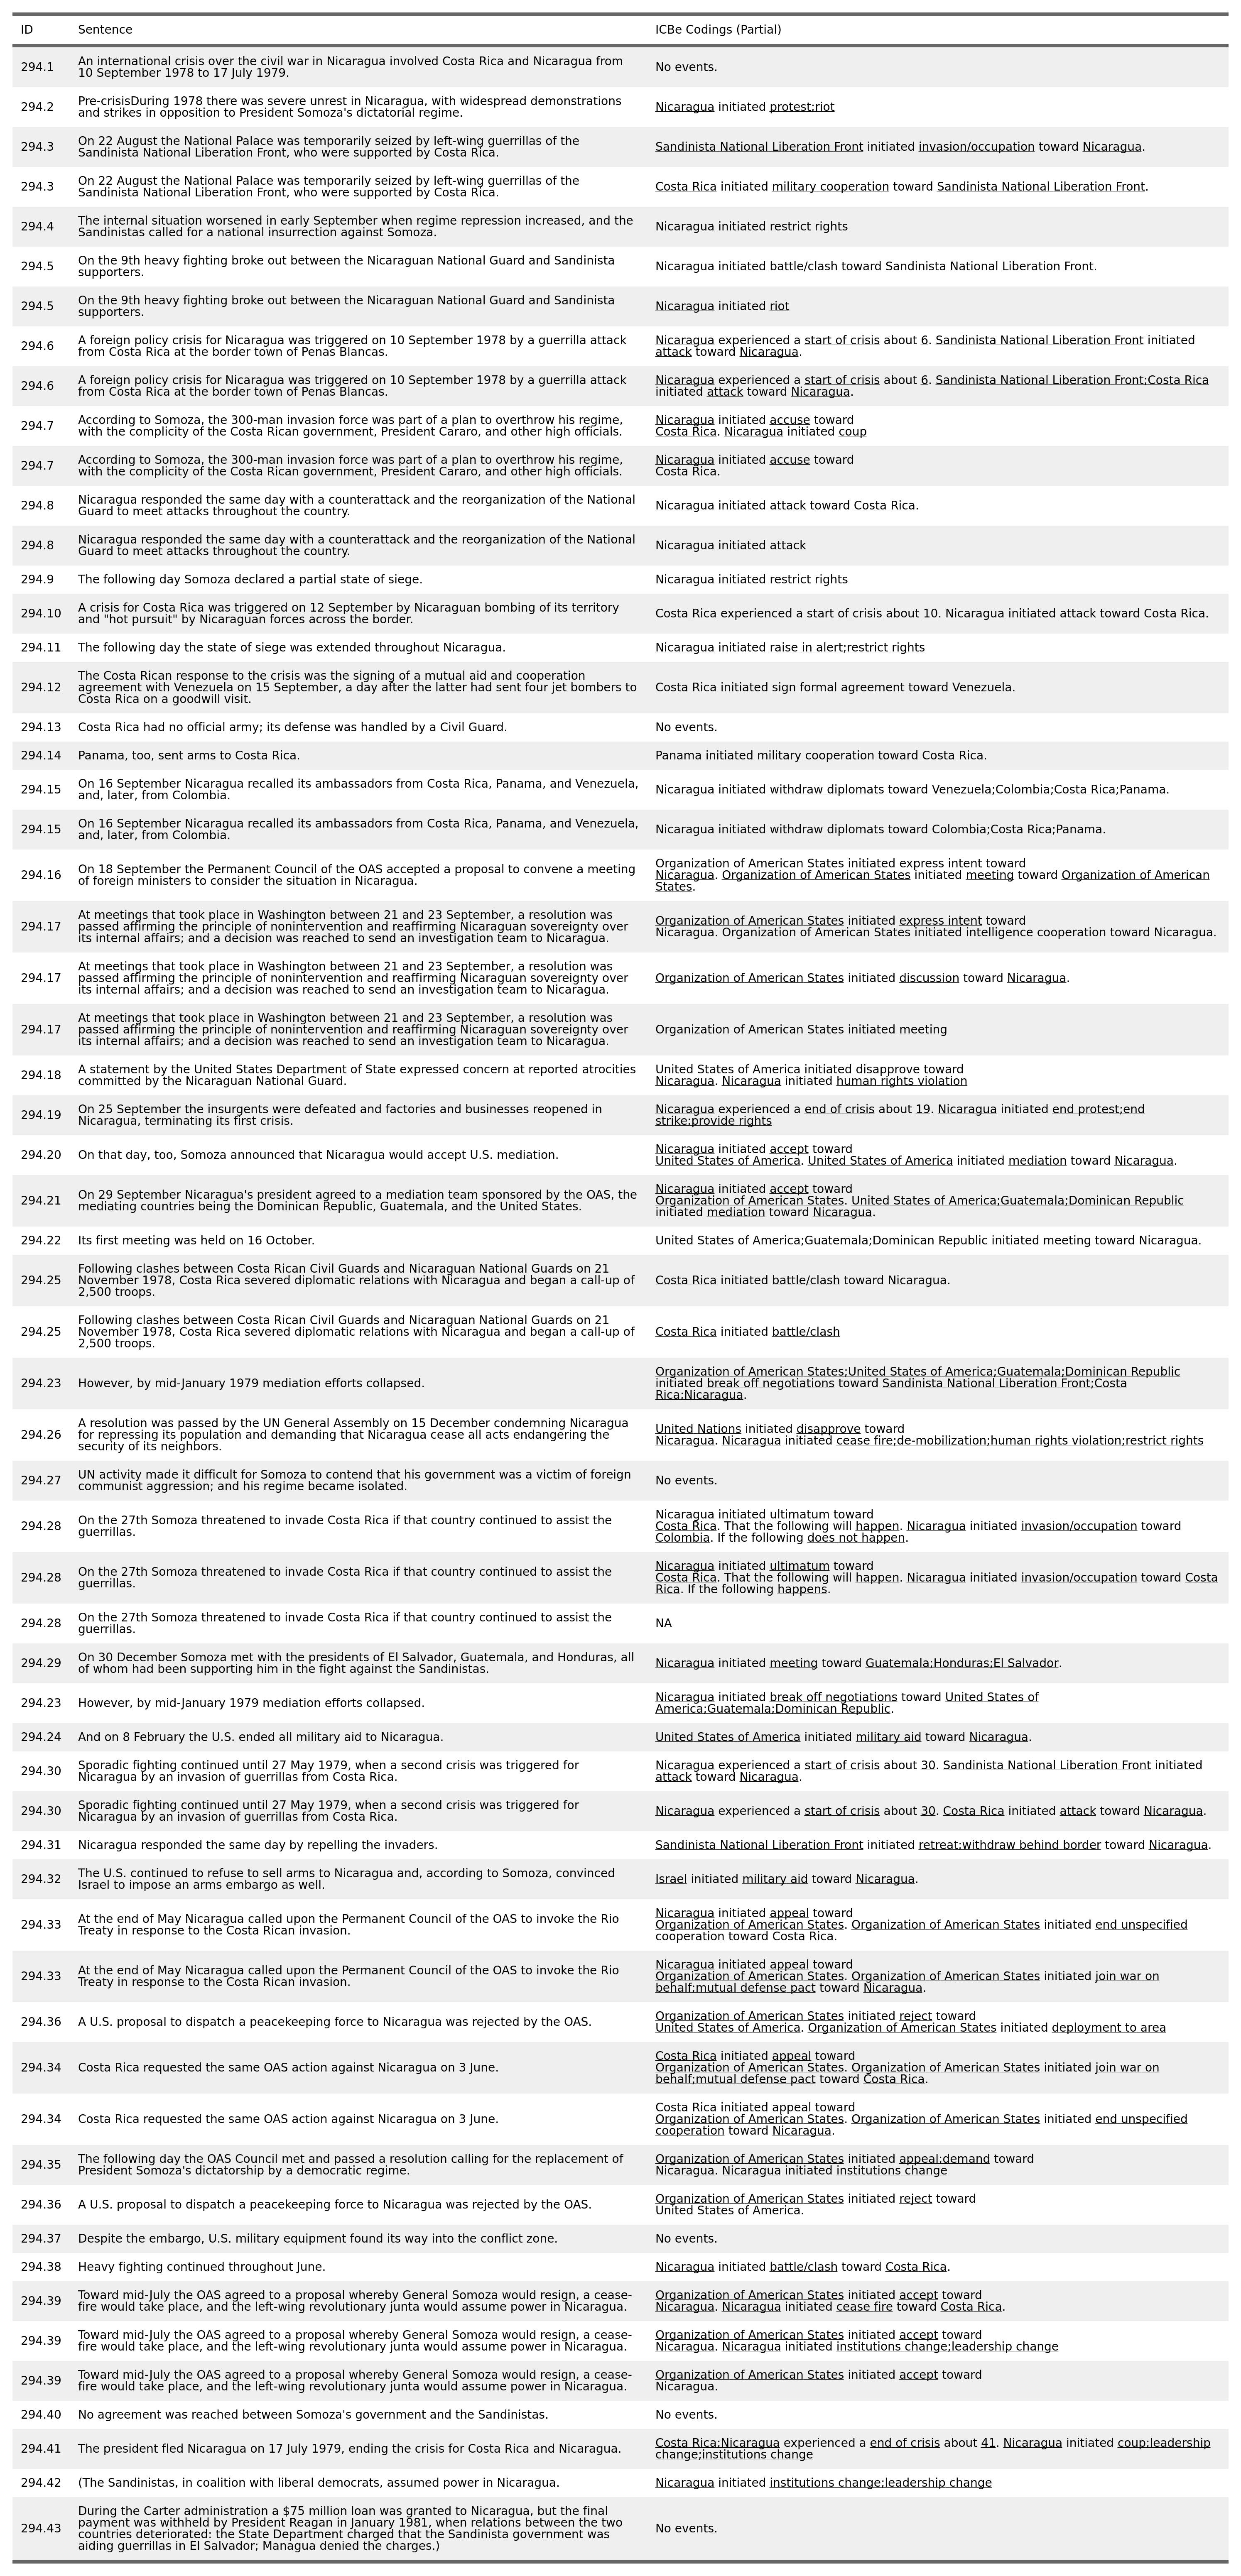 ID Sentence ICBe Codings (Partial)
294.1 An international crisis over the civil war in Nicaragua involved Costa Rica and Nicaragua from
10 September 1978 to 17 July 1979.
No events.
294.2 Pre-crisisDuring 1978 there was severe unrest in Nicaragua, with widespread demonstrations
and strikes in opposition to President Somoza's dictatorial regime.
Nicaragua initiated protest;riot
294.3 On 22 August the National Palace was temporarily seized by left-wing guerrillas of the
Sandinista National Liberation Front, who were supported by Costa Rica.
Sandinista National Liberation Front initiated invasion/occupation toward Nicaragua.
294.3 On 22 August the National Palace was temporarily seized by left-wing guerrillas of the
Sandinista National Liberation Front, who were supported by Costa Rica.
Costa Rica initiated military cooperation toward Sandinista National Liberation Front.
294.4 The internal situation worsened in early September when regime repression increased, and the
Sandinistas called for a national insurrection against Somoza.
Nicaragua initiated restrict rights
294.5 On the 9th heavy fighting broke out between the Nicaraguan National Guard and Sandinista
supporters.
Nicaragua initiated battle/clash toward Sandinista National Liberation Front.
294.5 On the 9th heavy fighting broke out between the Nicaraguan National Guard and Sandinista
supporters.
Nicaragua initiated riot
294.6 A foreign policy crisis for Nicaragua was triggered on 10 September 1978 by a guerrilla attack
from Costa Rica at the border town of Penas Blancas.
Nicaragua experienced a start of crisis about 6. Sandinista National Liberation Front initiated
attack toward Nicaragua.
294.6 A foreign policy crisis for Nicaragua was triggered on 10 September 1978 by a guerrilla attack
from Costa Rica at the border town of Penas Blancas.
Nicaragua experienced a start of crisis about 6. Sandinista National Liberation Front;Costa Rica
initiated attack toward Nicaragua.
294.7 According to Somoza, the 300-man invasion force was part of a plan to overthrow his regime,
with the complicity of the Costa Rican government, President Cararo, and other high officials.
Nicaragua initiated accuse toward
Costa Rica. Nicaragua initiated coup
294.7 According to Somoza, the 300-man invasion force was part of a plan to overthrow his regime,
with the complicity of the Costa Rican government, President Cararo, and other high officials.
Nicaragua initiated accuse toward
Costa Rica.
294.8 Nicaragua responded the same day with a counterattack and the reorganization of the National
Guard to meet attacks throughout the country.
Nicaragua initiated attack toward Costa Rica.
294.8 Nicaragua responded the same day with a counterattack and the reorganization of the National
Guard to meet attacks throughout the country.
Nicaragua initiated attack
294.9 The following day Somoza declared a partial state of siege.
Nicaragua initiated restrict rights
294.10 A crisis for Costa Rica was triggered on 12 September by Nicaraguan bombing of its territory
and "hot pursuit" by Nicaraguan forces across the border.
Costa Rica experienced a start of crisis about 10. Nicaragua initiated attack toward Costa Rica.
294.11 The following day the state of siege was extended throughout Nicaragua.
Nicaragua initiated raise in alert;restrict rights
294.12 The Costa Rican response to the crisis was the signing of a mutual aid and cooperation
agreement with Venezuela on 15 September, a day after the latter had sent four jet bombers to
Costa Rica on a goodwill visit.
Costa Rica initiated sign formal agreement toward Venezuela.
294.13 Costa Rica had no official army; its defense was handled by a Civil Guard.
No events.
294.14 Panama, too, sent arms to Costa Rica.
Panama initiated military cooperation toward Costa Rica.
294.15 On 16 September Nicaragua recalled its ambassadors from Costa Rica, Panama, and Venezuela,
and, later, from Colombia.
Nicaragua initiated withdraw diplomats toward Venezuela;Colombia;Costa Rica;Panama.
294.15 On 16 September Nicaragua recalled its ambassadors from Costa Rica, Panama, and Venezuela,
and, later, from Colombia.
Nicaragua initiated withdraw diplomats toward Colombia;Costa Rica;Panama.
294.16 On 18 September the Permanent Council of the OAS accepted a proposal to convene a meeting
of foreign ministers to consider the situation in Nicaragua.
Organization of American States initiated express intent toward
Nicaragua. Organization of American States initiated meeting toward Organization of American
States.
294.17 At meetings that took place in Washington between 21 and 23 September, a resolution was
passed affirming the principle of nonintervention and reaffirming Nicaraguan sovereignty over
its internal affairs; and a decision was reached to send an investigation team to Nicaragua.
Organization of American States initiated express intent toward
Nicaragua. Organization of American States initiated intelligence cooperation toward Nicaragua.
294.17 At meetings that took place in Washington between 21 and 23 September, a resolution was
passed affirming the principle of nonintervention and reaffirming Nicaraguan sovereignty over
its internal affairs; and a decision was reached to send an investigation team to Nicaragua.
Organization of American States initiated discussion toward Nicaragua.
294.17 At meetings that took place in Washington between 21 and 23 September, a resolution was
passed affirming the principle of nonintervention and reaffirming Nicaraguan sovereignty over
its internal affairs; and a decision was reached to send an investigation team to Nicaragua.
Organization of American States initiated meeting
294.18 A statement by the United States Department of State expressed concern at reported atrocities
committed by the Nicaraguan National Guard.
United States of America initiated disapprove toward
Nicaragua. Nicaragua initiated human rights violation
294.19 On 25 September the insurgents were defeated and factories and businesses reopened in
Nicaragua, terminating its first crisis.
Nicaragua experienced a end of crisis about 19. Nicaragua initiated end protest;end
strike;provide rights
294.20 On that day, too, Somoza announced that Nicaragua would accept U.S. mediation.
Nicaragua initiated accept toward
United States of America. United States of America initiated mediation toward Nicaragua.
294.21 On 29 September Nicaragua's president agreed to a mediation team sponsored by the OAS, the
mediating countries being the Dominican Republic, Guatemala, and the United States.
Nicaragua initiated accept toward
Organization of American States. United States of America;Guatemala;Dominican Republic
initiated mediation toward Nicaragua.
294.22 Its first meeting was held on 16 October.
United States of America;Guatemala;Dominican Republic initiated meeting toward Nicaragua.
294.25 Following clashes between Costa Rican Civil Guards and Nicaraguan National Guards on 21
November 1978, Costa Rica severed diplomatic relations with Nicaragua and began a call-up of
2,500 troops.
Costa Rica initiated battle/clash toward Nicaragua.
294.25 Following clashes between Costa Rican Civil Guards and Nicaraguan National Guards on 21
November 1978, Costa Rica severed diplomatic relations with Nicaragua and began a call-up of
2,500 troops.
Costa Rica initiated battle/clash
294.23 However, by mid-January 1979 mediation efforts collapsed.
Organization of American States;United States of America;Guatemala;Dominican Republic
initiated break off negotiations toward Sandinista National Liberation Front;Costa
Rica;Nicaragua.
294.26 A resolution was passed by the UN General Assembly on 15 December condemning Nicaragua
for repressing its population and demanding that Nicaragua cease all acts endangering the
security of its neighbors.
United Nations initiated disapprove toward
Nicaragua. Nicaragua initiated cease fire;de-mobilization;human rights violation;restrict rights
294.27 UN activity made it difficult for Somoza to contend that his government was a victim of foreign
communist aggression; and his regime became isolated.
No events.
294.28 On the 27th Somoza threatened to invade Costa Rica if that country continued to assist the
guerrillas.
Nicaragua initiated ultimatum toward
Costa Rica. That the following will happen. Nicaragua initiated invasion/occupation toward
Colombia. If the following does not happen.
294.28 On the 27th Somoza threatened to invade Costa Rica if that country continued to assist the
guerrillas.
Nicaragua initiated ultimatum toward
Costa Rica. That the following will happen. Nicaragua initiated invasion/occupation toward Costa
Rica. If the following happens.
294.28 On the 27th Somoza threatened to invade Costa Rica if that country continued to assist the
guerrillas.
NA
294.29 On 30 December Somoza met with the presidents of El Salvador, Guatemala, and Honduras, all
of whom had been supporting him in the fight against the Sandinistas.
Nicaragua initiated meeting toward Guatemala;Honduras;El Salvador.
294.23 However, by mid-January 1979 mediation efforts collapsed.
Nicaragua initiated break off negotiations toward United States of
America;Guatemala;Dominican Republic.
294.24 And on 8 February the U.S. ended all military aid to Nicaragua.
United States of America initiated military aid toward Nicaragua.
294.30 Sporadic fighting continued until 27 May 1979, when a second crisis was triggered for
Nicaragua by an invasion of guerrillas from Costa Rica.
Nicaragua experienced a start of crisis about 30. Sandinista National Liberation Front initiated
attack toward Nicaragua.
294.30 Sporadic fighting continued until 27 May 1979, when a second crisis was triggered for
Nicaragua by an invasion of guerrillas from Costa Rica.
Nicaragua experienced a start of crisis about 30. Costa Rica initiated attack toward Nicaragua.
294.31 Nicaragua responded the same day by repelling the invaders.
Sandinista National Liberation Front initiated retreat;withdraw behind border toward Nicaragua.
294.32 The U.S. continued to refuse to sell arms to Nicaragua and, according to Somoza, convinced
Israel to impose an arms embargo as well.
Israel initiated military aid toward Nicaragua.
294.33 At the end of May Nicaragua called upon the Permanent Council of the OAS to invoke the Rio
Treaty in response to the Costa Rican invasion.
Nicaragua initiated appeal toward
Organization of American States. Organization of American States initiated end unspecified
cooperation toward Costa Rica.
294.33 At the end of May Nicaragua called upon the Permanent Council of the OAS to invoke the Rio
Treaty in response to the Costa Rican invasion.
Nicaragua initiated appeal toward
Organization of American States. Organization of American States initiated join war on
behalf;mutual defense pact toward Nicaragua.
294.36 A U.S. proposal to dispatch a peacekeeping force to Nicaragua was rejected by the OAS.
Organization of American States initiated reject toward
United States of America. Organization of American States initiated deployment to area
294.34 Costa Rica requested the same OAS action against Nicaragua on 3 June.
Costa Rica initiated appeal toward
Organization of American States. Organization of American States initiated join war on
behalf;mutual defense pact toward Costa Rica.
294.34 Costa Rica requested the same OAS action against Nicaragua on 3 June.
Costa Rica initiated appeal toward
Organization of American States. Organization of American States initiated end unspecified
cooperation toward Nicaragua.
294.35 The following day the OAS Council met and passed a resolution calling for the replacement of
President Somoza's dictatorship by a democratic regime.
Organization of American States initiated appeal;demand toward
Nicaragua. Nicaragua initiated institutions change
294.36 A U.S. proposal to dispatch a peacekeeping force to Nicaragua was rejected by the OAS.
Organization of American States initiated reject toward
United States of America.
294.37 Despite the embargo, U.S. military equipment found its way into the conflict zone.
No events.
294.38 Heavy fighting continued throughout June.
Nicaragua initiated battle/clash toward Costa Rica.
294.39 Toward mid-July the OAS agreed to a proposal whereby General Somoza would resign, a cease-
fire would take place, and the left-wing revolutionary junta would assume power in Nicaragua.
Organization of American States initiated accept toward
Nicaragua. Nicaragua initiated cease fire toward Costa Rica.
294.39 Toward mid-July the OAS agreed to a proposal whereby General Somoza would resign, a cease-
fire would take place, and the left-wing revolutionary junta would assume power in Nicaragua.
Organization of American States initiated accept toward
Nicaragua. Nicaragua initiated institutions change;leadership change
294.39 Toward mid-July the OAS agreed to a proposal whereby General Somoza would resign, a cease-
fire would take place, and the left-wing revolutionary junta would assume power in Nicaragua.
Organization of American States initiated accept toward
Nicaragua.
294.40 No agreement was reached between Somoza's government and the Sandinistas.
No events.
294.41 The president fled Nicaragua on 17 July 1979, ending the crisis for Costa Rica and Nicaragua.
Costa Rica;Nicaragua experienced a end of crisis about 41. Nicaragua initiated coup;leadership
change;institutions change
294.42 (The Sandinistas, in coalition with liberal democrats, assumed power in Nicaragua.
Nicaragua initiated institutions change;leadership change
294.43 During the Carter administration a $75 million loan was granted to Nicaragua, but the final
payment was withheld by President Reagan in January 1981, when relations between the two
countries deteriorated: the State Department charged that the Sandinista government was
aiding guerrillas in El Salvador; Managua denied the charges.)
No events.